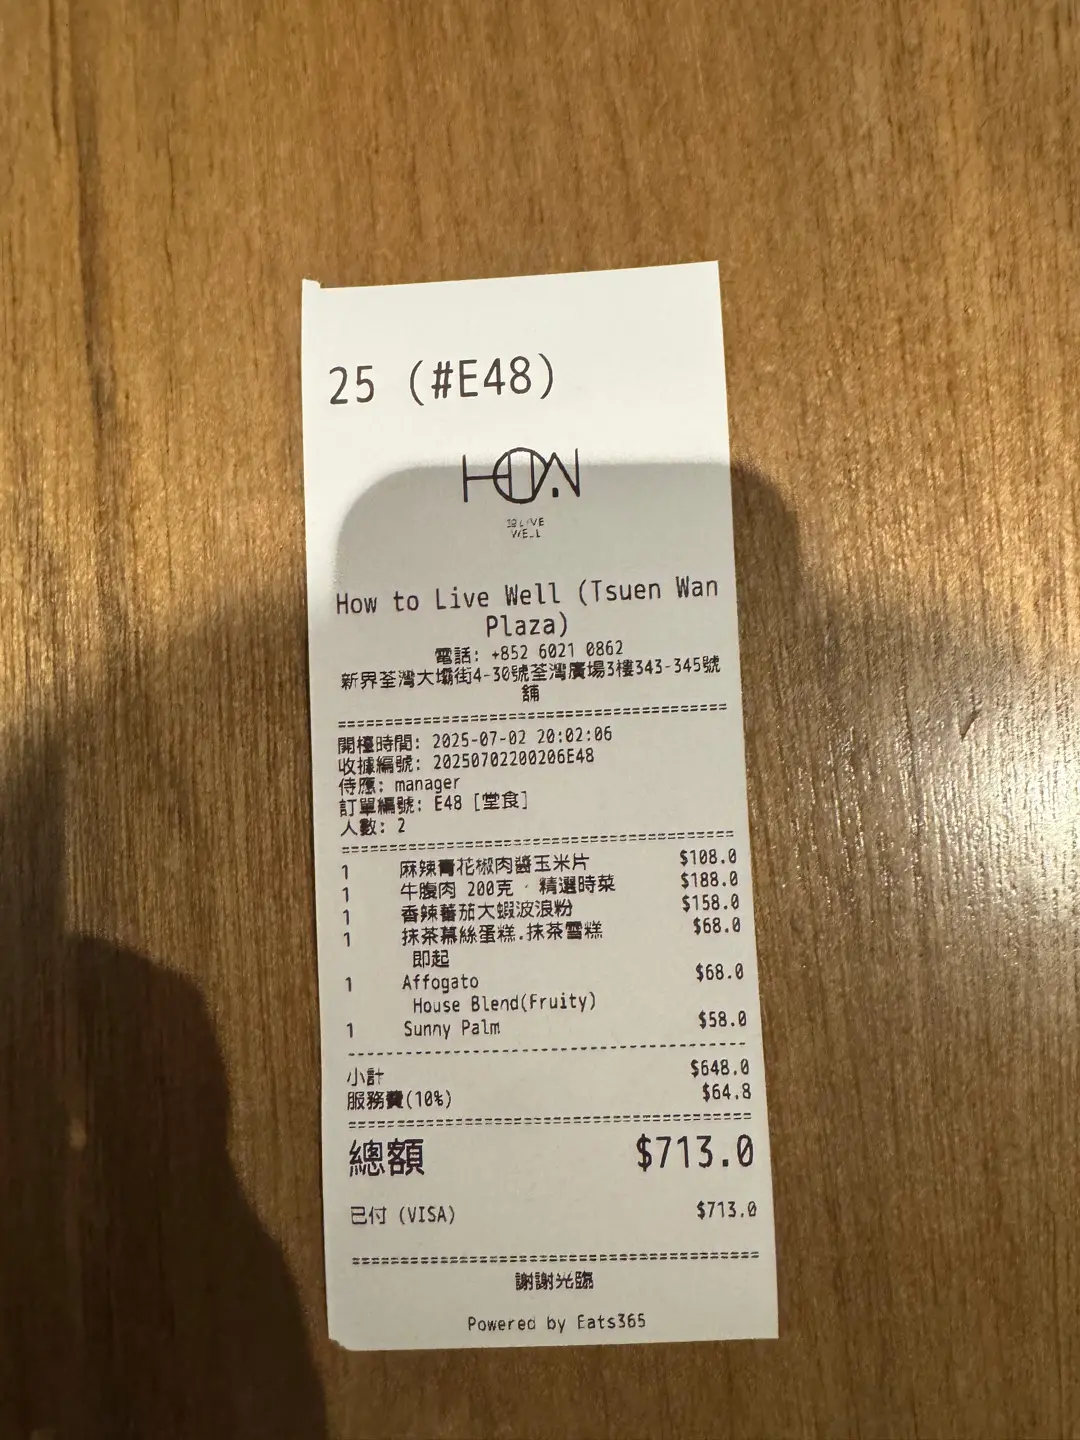 25 (#E48)
HOW
TO LIVE
WELL
How to Live Well (Tsuen Wan
Plaza)
電話: +852 6021 0862
新界荃灣大壩街4-30號荃灣廣場3樓343-345號
舖
開檯時間: 2025-07-02 20:02:06
收據編號: 20250702200206E48
侍應: manager
訂單編號: E48 [堂食]
人數: 2
1 麻辣青花椒肉醬玉米片 $108.0
1 牛腹肉 200克 · 精選時菜 $188.0
1 香辣蕃茄大蝦波浪粉 $158.0
1 抹茶幕絲蛋糕.抹茶雪糕 $68.0
即起
1 Affogato $68.0
House Blend(Fruity)
1 Sunny Palm $58.0
小計 $648.0
服務費(10%) $64.8
總額 $713.0
已付 (VISA) $713.0
謝謝光臨
Powered by Eats365